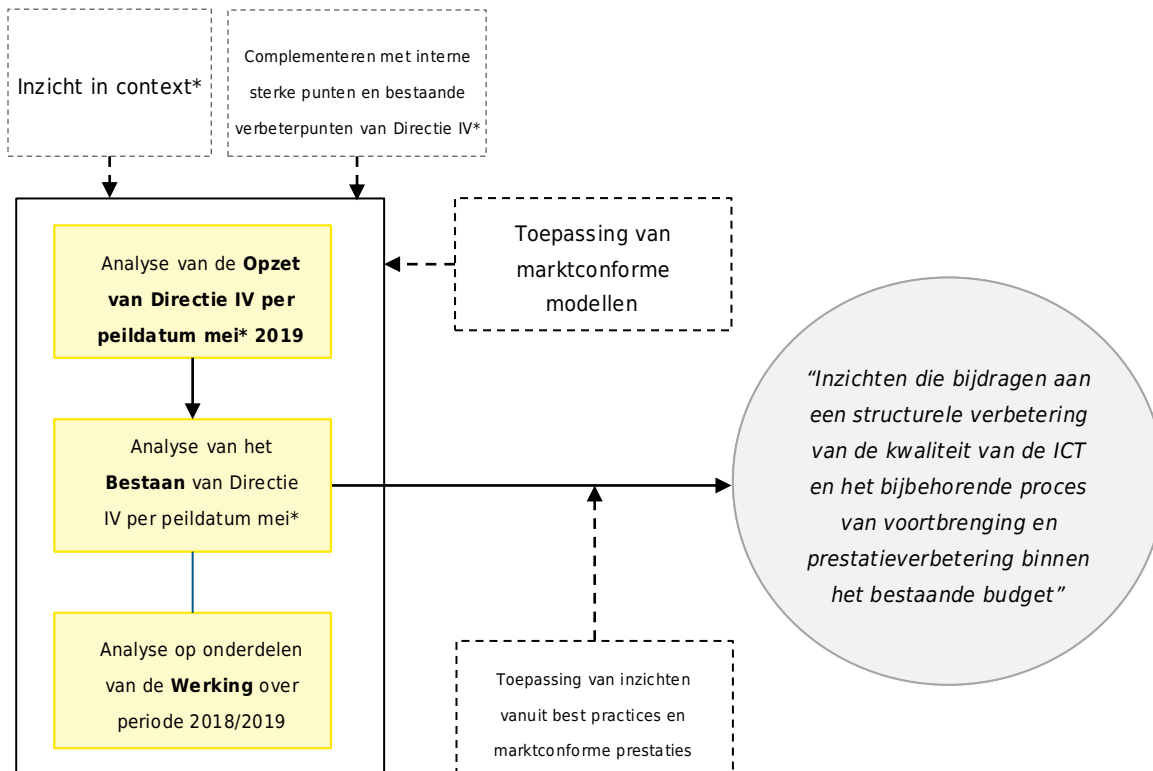 Inzicht in context*
Complementeren met interne
sterke punten en bestaande
verbeterpunten van Directie IV*
Analyse van de Opzet
van Directie IV per
peildatum mei* 2019
Toepassing van
marktconforme
modellen
Analyse van het
Bestaan van Directie
IV per peildatum mei*
“Inzichten die bijdragen aan
een structurele verbetering
van de kwaliteit van de ICT
en het bijbehorende proces
van voortbrenging en
prestatieverbetering binnen
het bestaande budget”
Analyse op onderdelen
van de Werking over
periode 2018/2019
Toepassing van inzichten
vanuit best practices en
marktconforme prestaties